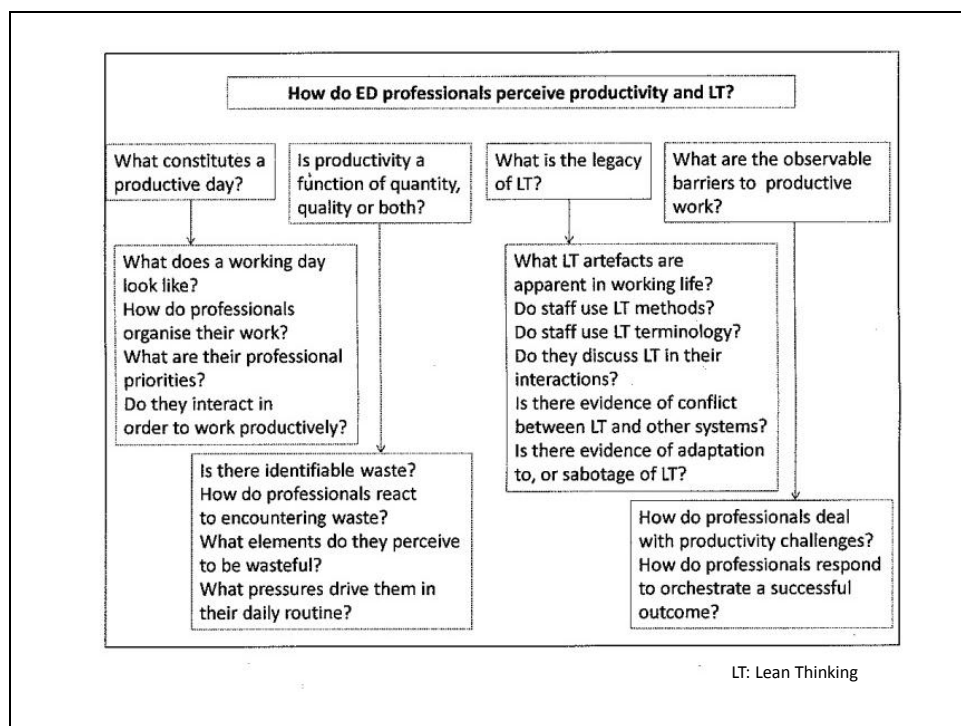 How do ED professionals perceive productivity and LT?
What constitutes a
productive day?
Is productivity a
function of quantity,
quality or both?
What is the legacy
of LT?
What are the observable
barriers to productive
work?
What does a working day
look like?
How do professionals
organise their work?
What are their professional
priorities?
Do they interact in
order to work productively?
What LT artefacts are
apparent in working life?
Do staff use LT methods?
Do staff use LT terminology?
Do they discuss LT in their
interactions?
Is there evidence of conflict
between LT and other systems?
Is there evidence of adaptation
to, or sabotage of LT?
Is there identifiable waste?
How do professionals react
to encountering waste?
What elements do they perceive
to be wasteful?
What pressures drive them in
their daily routine?
How do professionals deal
with productivity challenges?
How do professionals respond
to orchestrate a successful
outcome?
LT: Lean Thinking